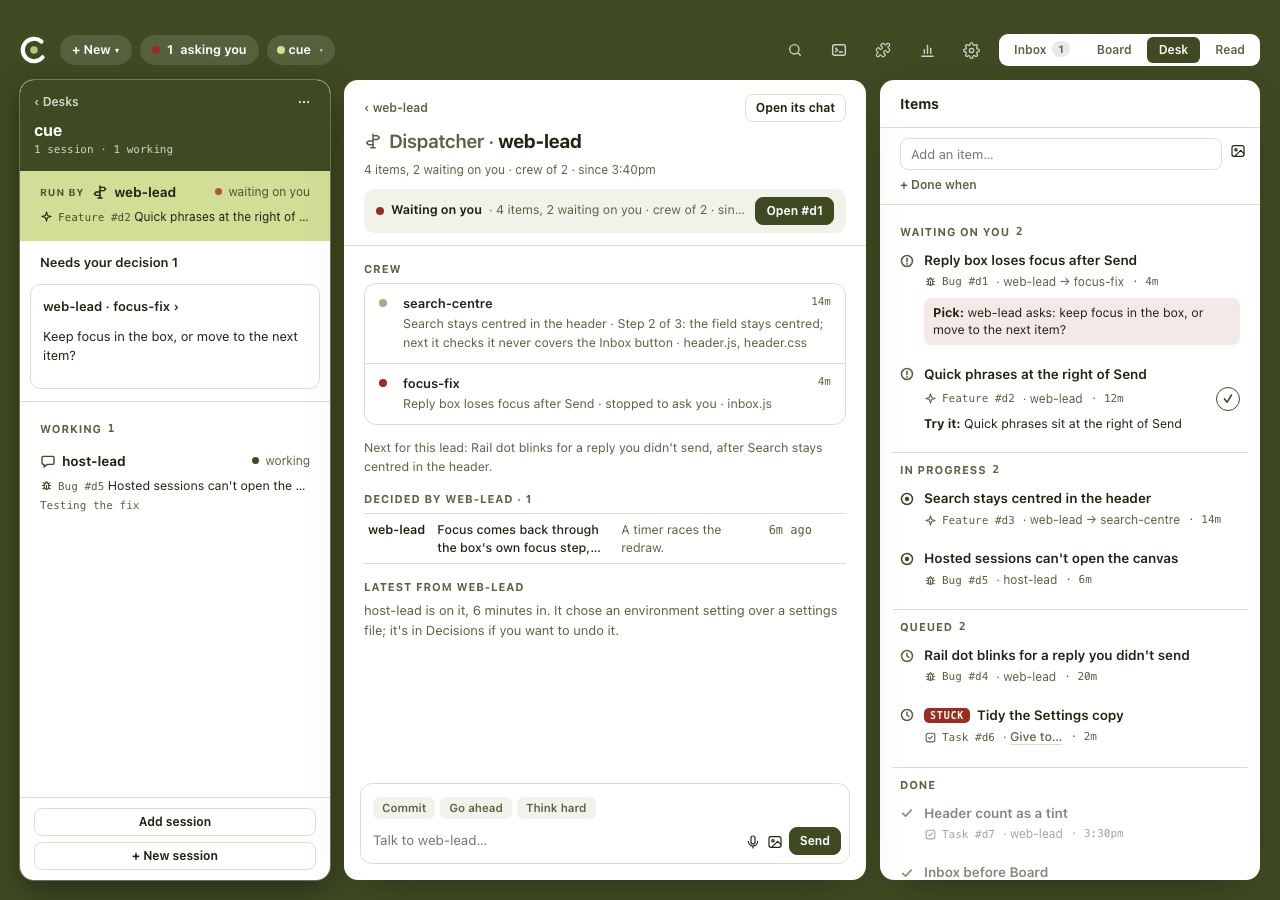 + New ▾
1 asking you
cue ·
Inbox 1
Board
Desk
Read
‹ Desks
···
cue
1 session · 1 working
RUN BY web-lead
waiting on you
Feature #d2 Quick phrases at the right of ...
Needs your decision 1
web-lead · focus-fix ›
Keep focus in the box, or move to the next
item?
WORKING 1
host-lead
working
Bug #d5 Hosted sessions can't open the ...
Testing the fix
Add session
+ New session
‹ web-lead
Open its chat
Dispatcher · web-lead
4 items, 2 waiting on you · crew of 2 · since 3:40pm
Waiting on you · 4 items, 2 waiting on you · crew of 2 · sin...
Open #d1
CREW
search-centre
14m
Search stays centred in the header · Step 2 of 3: the field stays centred;
next it checks it never covers the Inbox button · header.js, header.css
focus-fix
4m
Reply box loses focus after Send · stopped to ask you · inbox.js
Next for this lead: Rail dot blinks for a reply you didn't send, after Search stays
centred in the header.
DECIDED BY WEB-LEAD · 1
web-lead
Focus comes back through
the box's own focus step,...
A timer races the
redraw.
6m ago
LATEST FROM WEB-LEAD
host-lead is on it, 6 minutes in. It chose an environment setting over a settings
file; it's in Decisions if you want to undo it.
Commit
Go ahead
Think hard
Talk to web-lead...
Send
Items
Add an item...
+ Done when
WAITING ON YOU 2
Reply box loses focus after Send
Bug #d1 · web-lead → focus-fix · 4m
Pick: web-lead asks: keep focus in the box, or
move to the next item?
Quick phrases at the right of Send
Feature #d2 · web-lead · 12m
Try it: Quick phrases sit at the right of Send
IN PROGRESS 2
Search stays centred in the header
Feature #d3 · web-lead → search-centre · 14m
Hosted sessions can't open the canvas
Bug #d5 · host-lead · 6m
QUEUED 2
Rail dot blinks for a reply you didn't send
Bug #d4 · web-lead · 20m
STUCK Tidy the Settings copy
Task #d6 · Give to... · 2m
DONE
Header count as a tint
Task #d7 · web-lead · 3:30pm
Inbox before Board